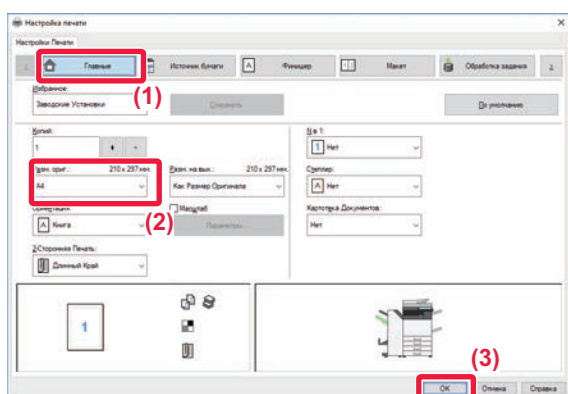 Настройка печати
Настройки Печати
Главные Источник бумаги Финишер Макет Обработка задания
(1)
Избранное:
Заводские Установки Сохранить По умолчанию
Копий: N в 1:
1 + - 1 Нет
Разм. ориг.: 210 x 297 мм. Разм. на вых.: 210 x 297 мм. Степлер:
A4 Как Размер Оригинала A Нет
(2)
Ориентация: Масштаб Картотека Документов:
A Книга Параметры... Нет
2-Сторонняя Печать:
Длинный Край
1
(3)
OK Отмена Справка